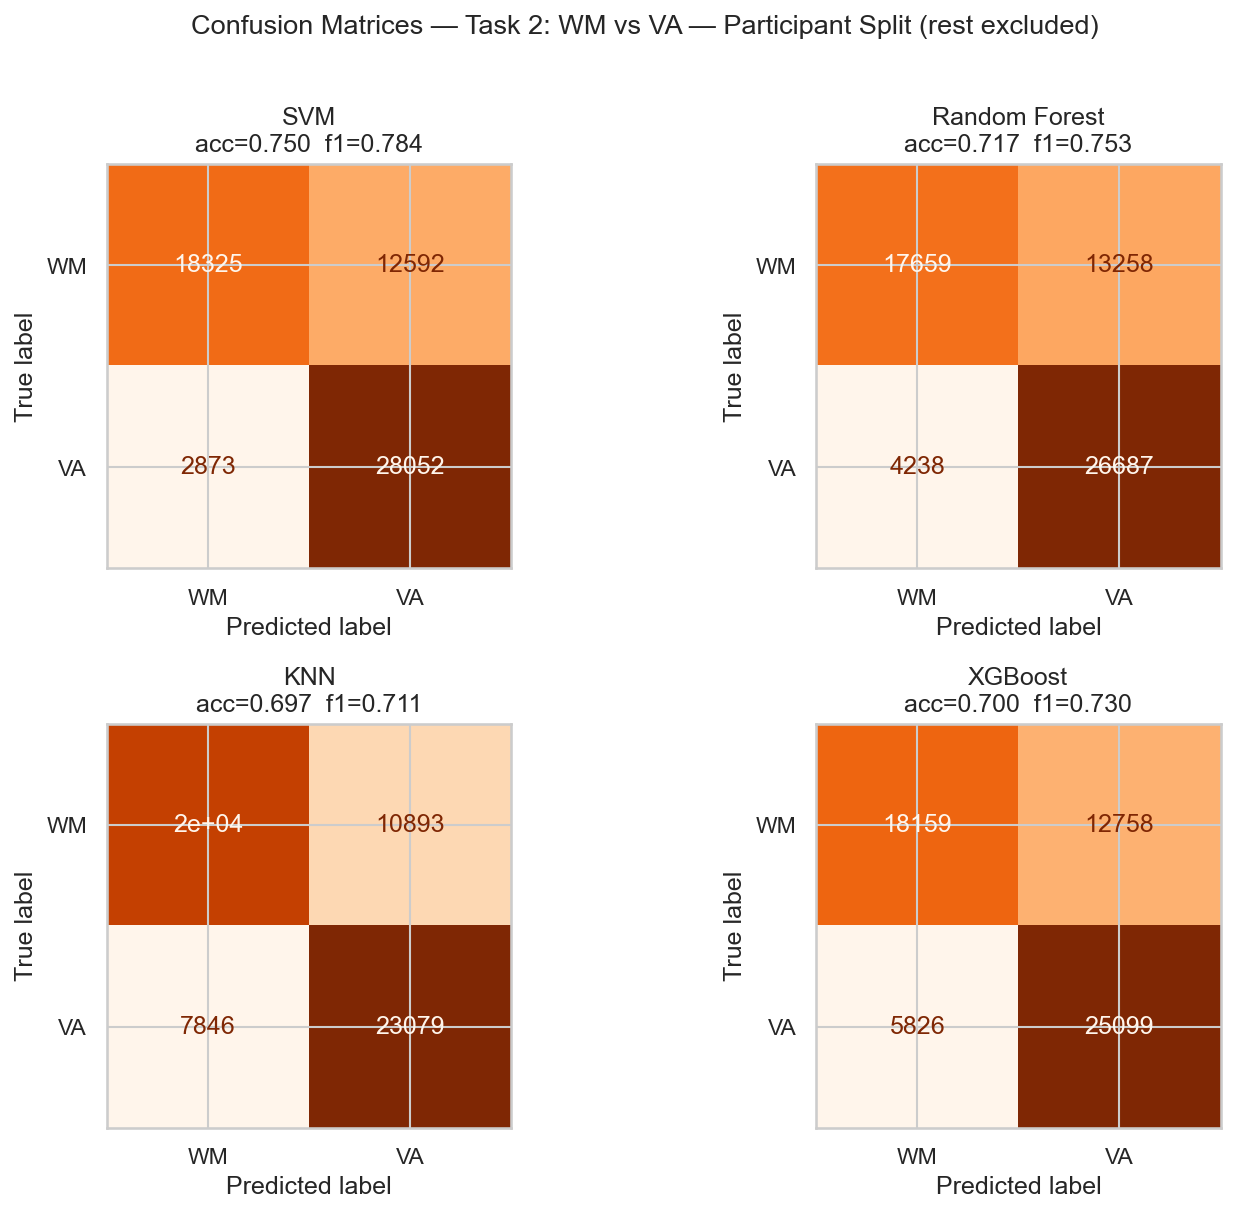 Confusion Matrices — Task 2: WM vs VA — Participant Split (rest excluded)
SVM
acc=0.750 f1=0.784
True label
WM
18325 12592
VA
2873 28052
WM VA
Predicted label
Random Forest
acc=0.717 f1=0.753
True label
WM
17659 13258
VA
4238 26687
WM VA
Predicted label
KNN
acc=0.697 f1=0.711
True label
WM
2e+04 10893
VA
7846 23079
WM VA
Predicted label
XGBoost
acc=0.700 f1=0.730
True label
WM
18159 12758
VA
5826 25099
WM VA
Predicted label